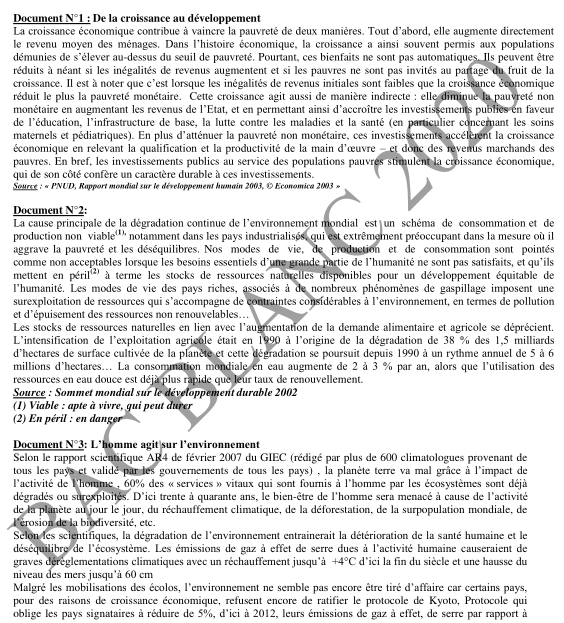 Document N°1 : De la croissance au développement
La croissance économique contribue à vaincre la pauvreté de deux manières. Tout d'abord, elle augmente directement
le revenu moyen des ménages. Dans l'histoire économique, la croissance a ainsi souvent permis aux populations
démunies de s'élever au-dessus du seuil de pauvreté. Pourtant, ces bienfaits ne sont pas automatiques. Ils peuvent être
réduits à néant si les inégalités de revenus augmentent et si les pauvres ne sont pas invités au partage du fruit de la
croissance. Il est à noter que c'est lorsque les inégalités de revenus initiales sont faibles que la croissance économique
réduit le plus la pauvreté monétaire. Cette croissance agit aussi de manière indirecte : elle diminue la pauvreté non
monétaire en augmentant les revenus de l'Etat, et en permettant ainsi d'accroître les investissements publics en faveur
de l'éducation, l'infrastructure de base, la lutte contre les maladies et la santé (en particulier concernant les soins
maternels et pédiatriques). En plus d'atténuer la pauvreté non monétaire, ces investissements accélèrent la croissance
économique en relevant la qualification et la productivité de la main d'œuvre – et donc des revenus marchands des
pauvres. En bref, les investissements publics au service des populations pauvres stimulent la croissance économique,
qui de son côté confère un caractère durable à ces investissements.
Source : « PNUD, Rapport mondial sur le développement humain 2003, © Economica 2003 »
Document N°2:
La cause principale de la dégradation continue de l'environnement mondial est un schéma de consommation et de
production non viable(1), notamment dans les pays industrialisés, qui est extrêmement préoccupant dans la mesure où il
aggrave la pauvreté et les déséquilibres. Nos modes de vie, de production et de consommation sont pointés
comme non acceptables lorsque les besoins essentiels d'une grande partie de l'humanité ne sont pas satisfaits, et qu'ils
mettent en péril(2) à terme les stocks de ressources naturelles disponibles pour un développement équitable de
l'humanité. Les modes de vie des pays riches, associés à de nombreux phénomènes de gaspillage imposent une
surexploitation de ressources qui s'accompagne de contraintes considérables à l'environnement, en termes de pollution
et d'épuisement des ressources non renouvelables…
Les stocks de ressources naturelles en lien avec l'augmentation de la demande alimentaire et agricole se déprécient.
L'intensification de l'exploitation agricole était en 1990 à l'origine de la dégradation de 38 % des 1,5 milliards
d'hectares de surface cultivée de la planète et cette dégradation se poursuit depuis 1990 à un rythme annuel de 5 à 6
millions d'hectares… La consommation mondiale en eau augmente de 2 à 3 % par an, alors que l'utilisation des
ressources en eau douce est déjà plus rapide que leur taux de renouvellement.
Source : Sommet mondial sur le développement durable 2002
(1) Viable : apte à vivre, qui peut durer
(2) En péril : en danger
Document N°3: L'homme agit sur l'environnement
Selon le rapport scientifique AR4 de février 2007 du GIEC (rédigé par plus de 600 climatologues provenant de
tous les pays et validé par les gouvernements de tous les pays) , la planète terre va mal grâce à l'impact de
l'activité de l'homme , 60% des « services » vitaux qui sont fournis à l'homme par les écosystèmes sont déjà
dégradés ou surexploités. D'ici trente à quarante ans, le bien-être de l'homme sera menacé à cause de l'activité
de la planète au jour le jour, du réchauffement climatique, de la déforestation, de la surpopulation mondiale, de
l'érosion de la biodiversité, etc.
Selon les scientifiques, la dégradation de l'environnement entrainerait la détérioration de la santé humaine et le
déséquilibre de l'écosystème. Les émissions de gaz à effet de serre dues à l'activité humaine causeraient de
graves dérèglementations climatiques avec un réchauffement jusqu'à +4°C d'ici la fin du siècle et une hausse du
niveau des mers jusqu'à 60 cm
Malgré les mobilisations des écolos, l'environnement ne semble pas encore être tiré d'affaire car certains pays,
pour des raisons de croissance économique, refusent encore de ratifier le protocole de Kyoto, Protocole qui
oblige les pays signataires à réduire de 5%, d'ici à 2012, leurs émissions de gaz à effet, de serre par rapport à
BAC BLANC 2020